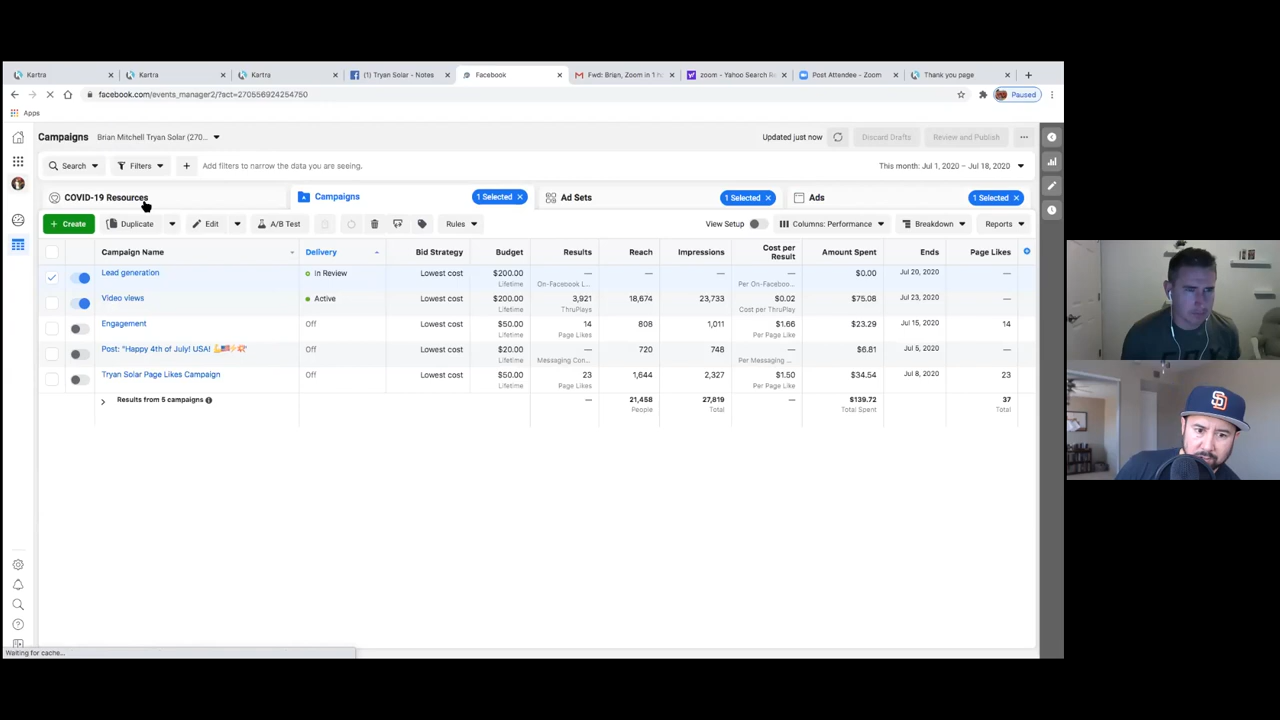 Kartra
Kartra
Kartra
(1) Tryan Solar - Notes
Facebook
Fwd: Brian, Zoom in 1 h
zoom - Yahoo Search R
Post Attendee - Zoom
Thank you page
facebook.com/events_manager2/?act=270556924254750
Paused
Apps
Campaigns
Brian Mitchell Tryan Solar (270...
Updated just now
Discard Drafts
Review and Publish
Search
Filters
Add filters to narrow the data you are seeing.
This month: Jul 1, 2020 – Jul 18, 2020
COVID-19 Resources
Campaigns
1 Selected
Ad Sets
1 Selected
Ads
1 Selected
Create
Duplicate
Edit
A/B Test
Rules
View Setup
Columns: Performance
Breakdown
Reports
Campaign Name Delivery Bid Strategy Budget Results Reach Impressions Cost per Result Amount Spent Ends Page Likes
Lead generation In Review Lowest cost $200.00 — — — — $0.00 Jul 20, 2020 —
Lifetime On-Facebook L... Per On-Faceboo...
Video views Active Lowest cost $200.00 3,921 18,674 23,733 $0.02 $75.08 Jul 23, 2020 —
Lifetime ThruPlays Cost per ThruPlay
Engagement Off Lowest cost $50.00 14 808 1,011 $1.66 $23.29 Jul 15, 2020 14
Lifetime Page Likes Per Page Like
Post: "Happy 4th of July! USA! 💪🇺🇸⚡💥" Off Lowest cost $20.00 — 720 748 — $6.81 Jul 5, 2020 —
Lifetime Messaging Con... Per Messaging ...
Tryan Solar Page Likes Campaign Off Lowest cost $50.00 23 1,644 2,327 $1.50 $34.54 Jul 8, 2020 23
Lifetime Page Likes Per Page Like
Results from 5 campaigns — 21,458 27,819 — $139.72 37
People Total Total Spent Total
Waiting for cache...